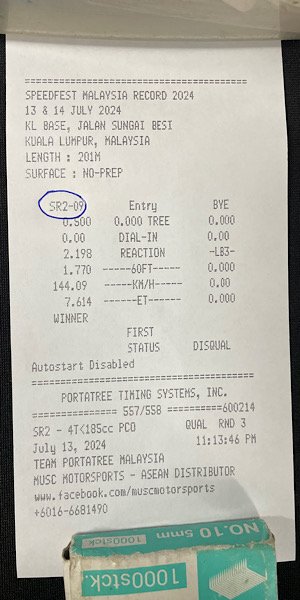 ================================================
SPEEDFEST MALAYSIA RECORD 2024
13 & 14 JULY 2024
KL BASE, JALAN SUNGAI BESI
KUALA LUMPUR, MALAYSIA
LENGTH : 201M
SURFACE : NO-PREP
SR2-09 Entry BYE
0.500 0.000 TREE 0.000
0.00 DIAL-IN 0.00
2.198 REACTION -LB3-
1.770 ------60FT------ 0.000
144.09 ------KM/H------ 0.00
7.614 -------ET------- 0.000
WINNER
FIRST
STATUS DISQUAL
Autostart Disabled
================================================
PORTATREE TIMING SYSTEMS, INC.
=============== 557/558 ==========600214
SR2 - 4T<185cc PCO QUAL RND 3
July 13, 2024 11:13:46 PM
TEAM PORTATREE MALAYSIA
MUSC MOTORSPORTS - ASEAN DISTRIBUTOR
www.facebook.com/muscmotorsports
+6016-6681490
NO.10 5mm
1000stck
1000stck.